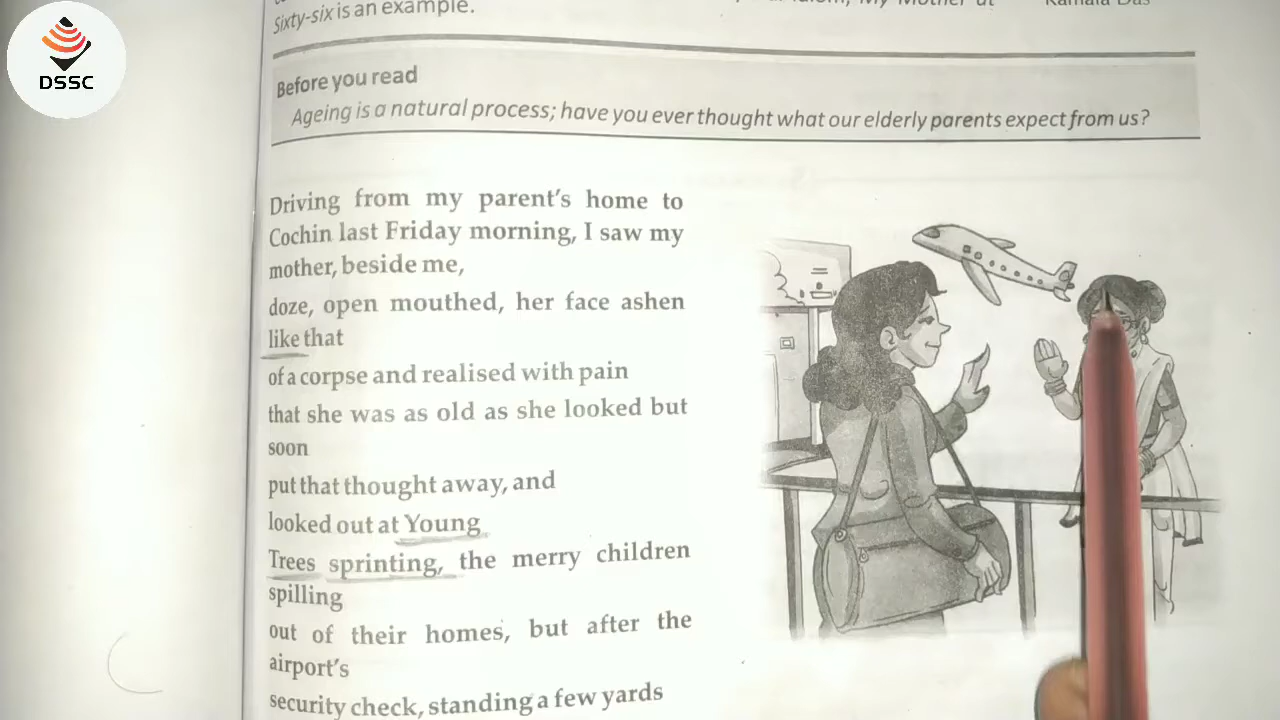 DSSC
Sixty-six is an example.
Kamala Das
Before you read
Ageing is a natural process; have you ever thought what our elderly parents expect from us?
Driving from my parent's home to
Cochin last Friday morning, I saw my
mother, beside me,
doze, open mouthed, her face ashen
like that
of a corpse and realised with pain
that she was as old as she looked but
soon
put that thought away, and
looked out at Young
Trees sprinting, the merry children
spilling
out of their homes, but after the
airport's
security check, standing a few yards